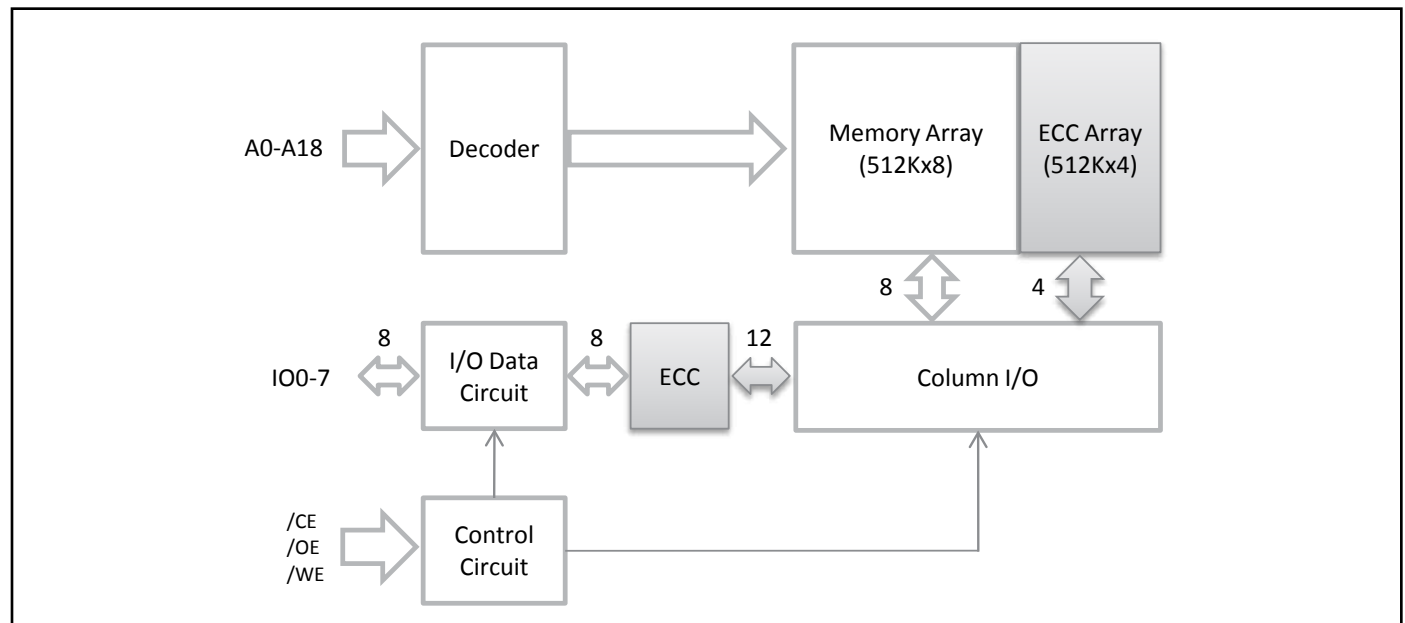 A0-A18
Decoder
Memory Array
(512Kx8)
ECC Array
(512Kx4)
8
4
IO0-7
8
I/O Data
Circuit
8
ECC
12
Column I/O
/CE
/OE
/WE
Control
Circuit